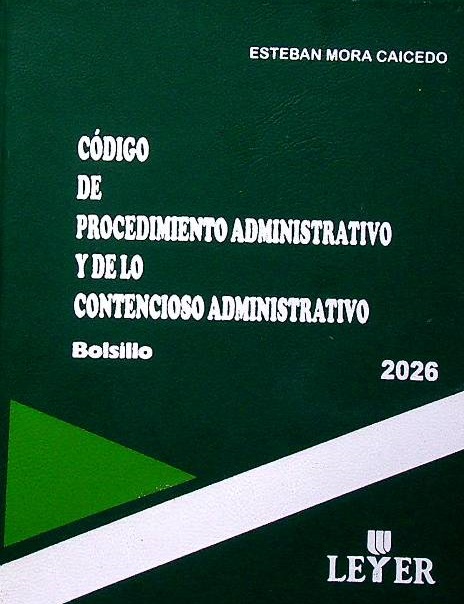 ESTEBAN MORA CAICEDO
CÓDIGO
DE
PROCEDIMIENTO ADMINISTRATIVO
Y DE LO
CONTENCIOSO ADMINISTRATIVO
Bolsillo
2026
LEYER